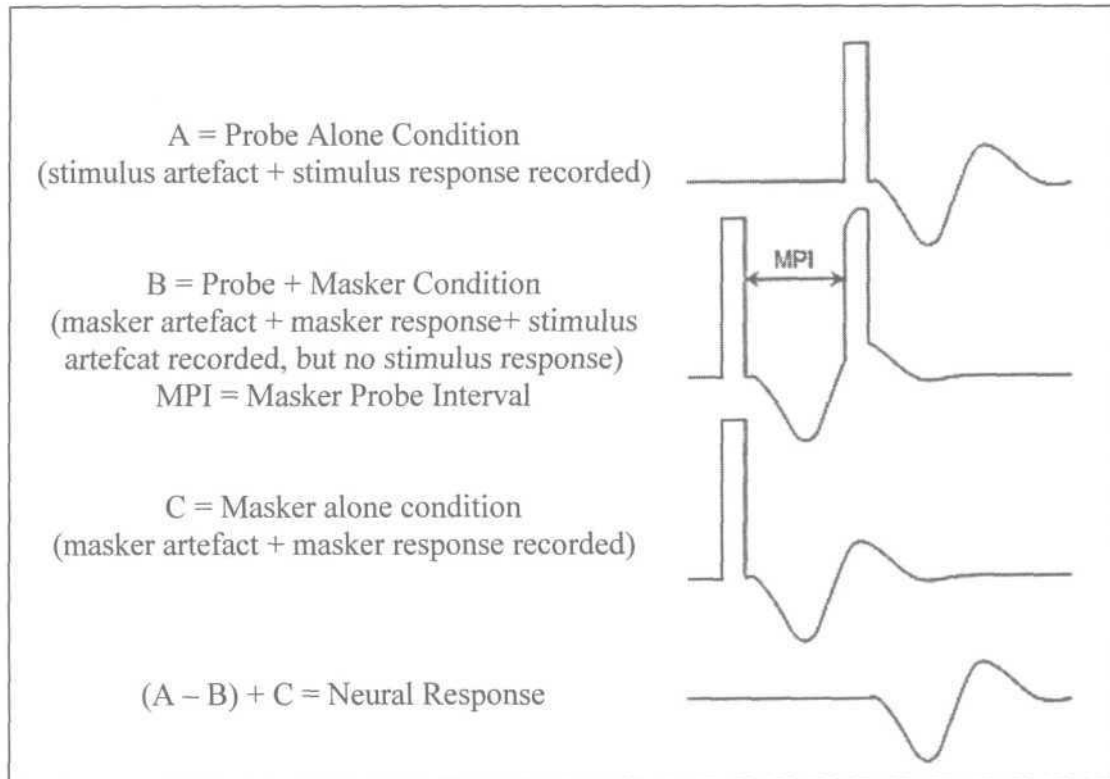 A = Probe Alone Condition
(stimulus artefact + stimulus response recorded)
MPI
B = Probe + Masker Condition
(masker artefact + masker response+ stimulus
artefcat recorded, but no stimulus response)
MPI = Masker Probe Interval
C = Masker alone condition
(masker artefact + masker response recorded)
(A – B) + C = Neural Response